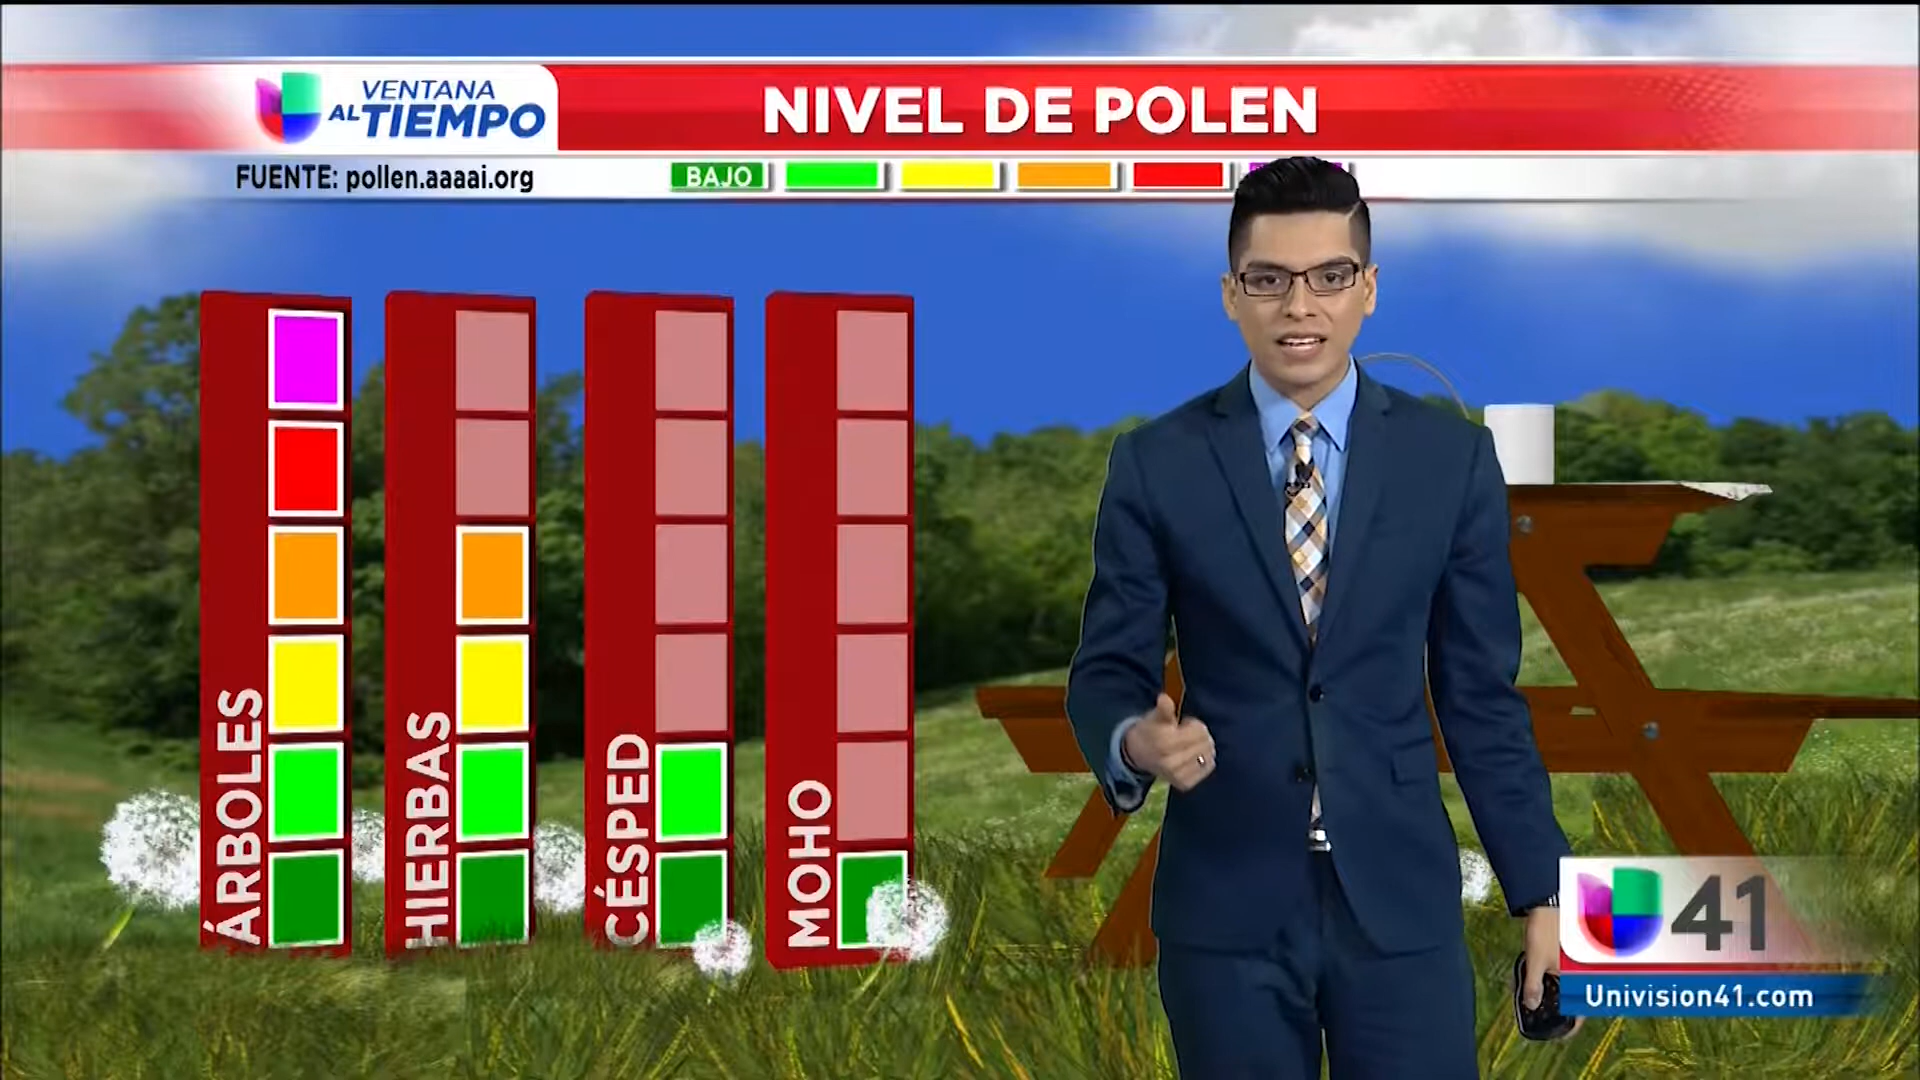 VENTANA
AL TIEMPO
NIVEL DE POLEN
FUENTE: pollen.aaaai.org
BAJO
ÁRBOLES
HIERBAS
CÉSPED
MOHO
41
Univision41.com